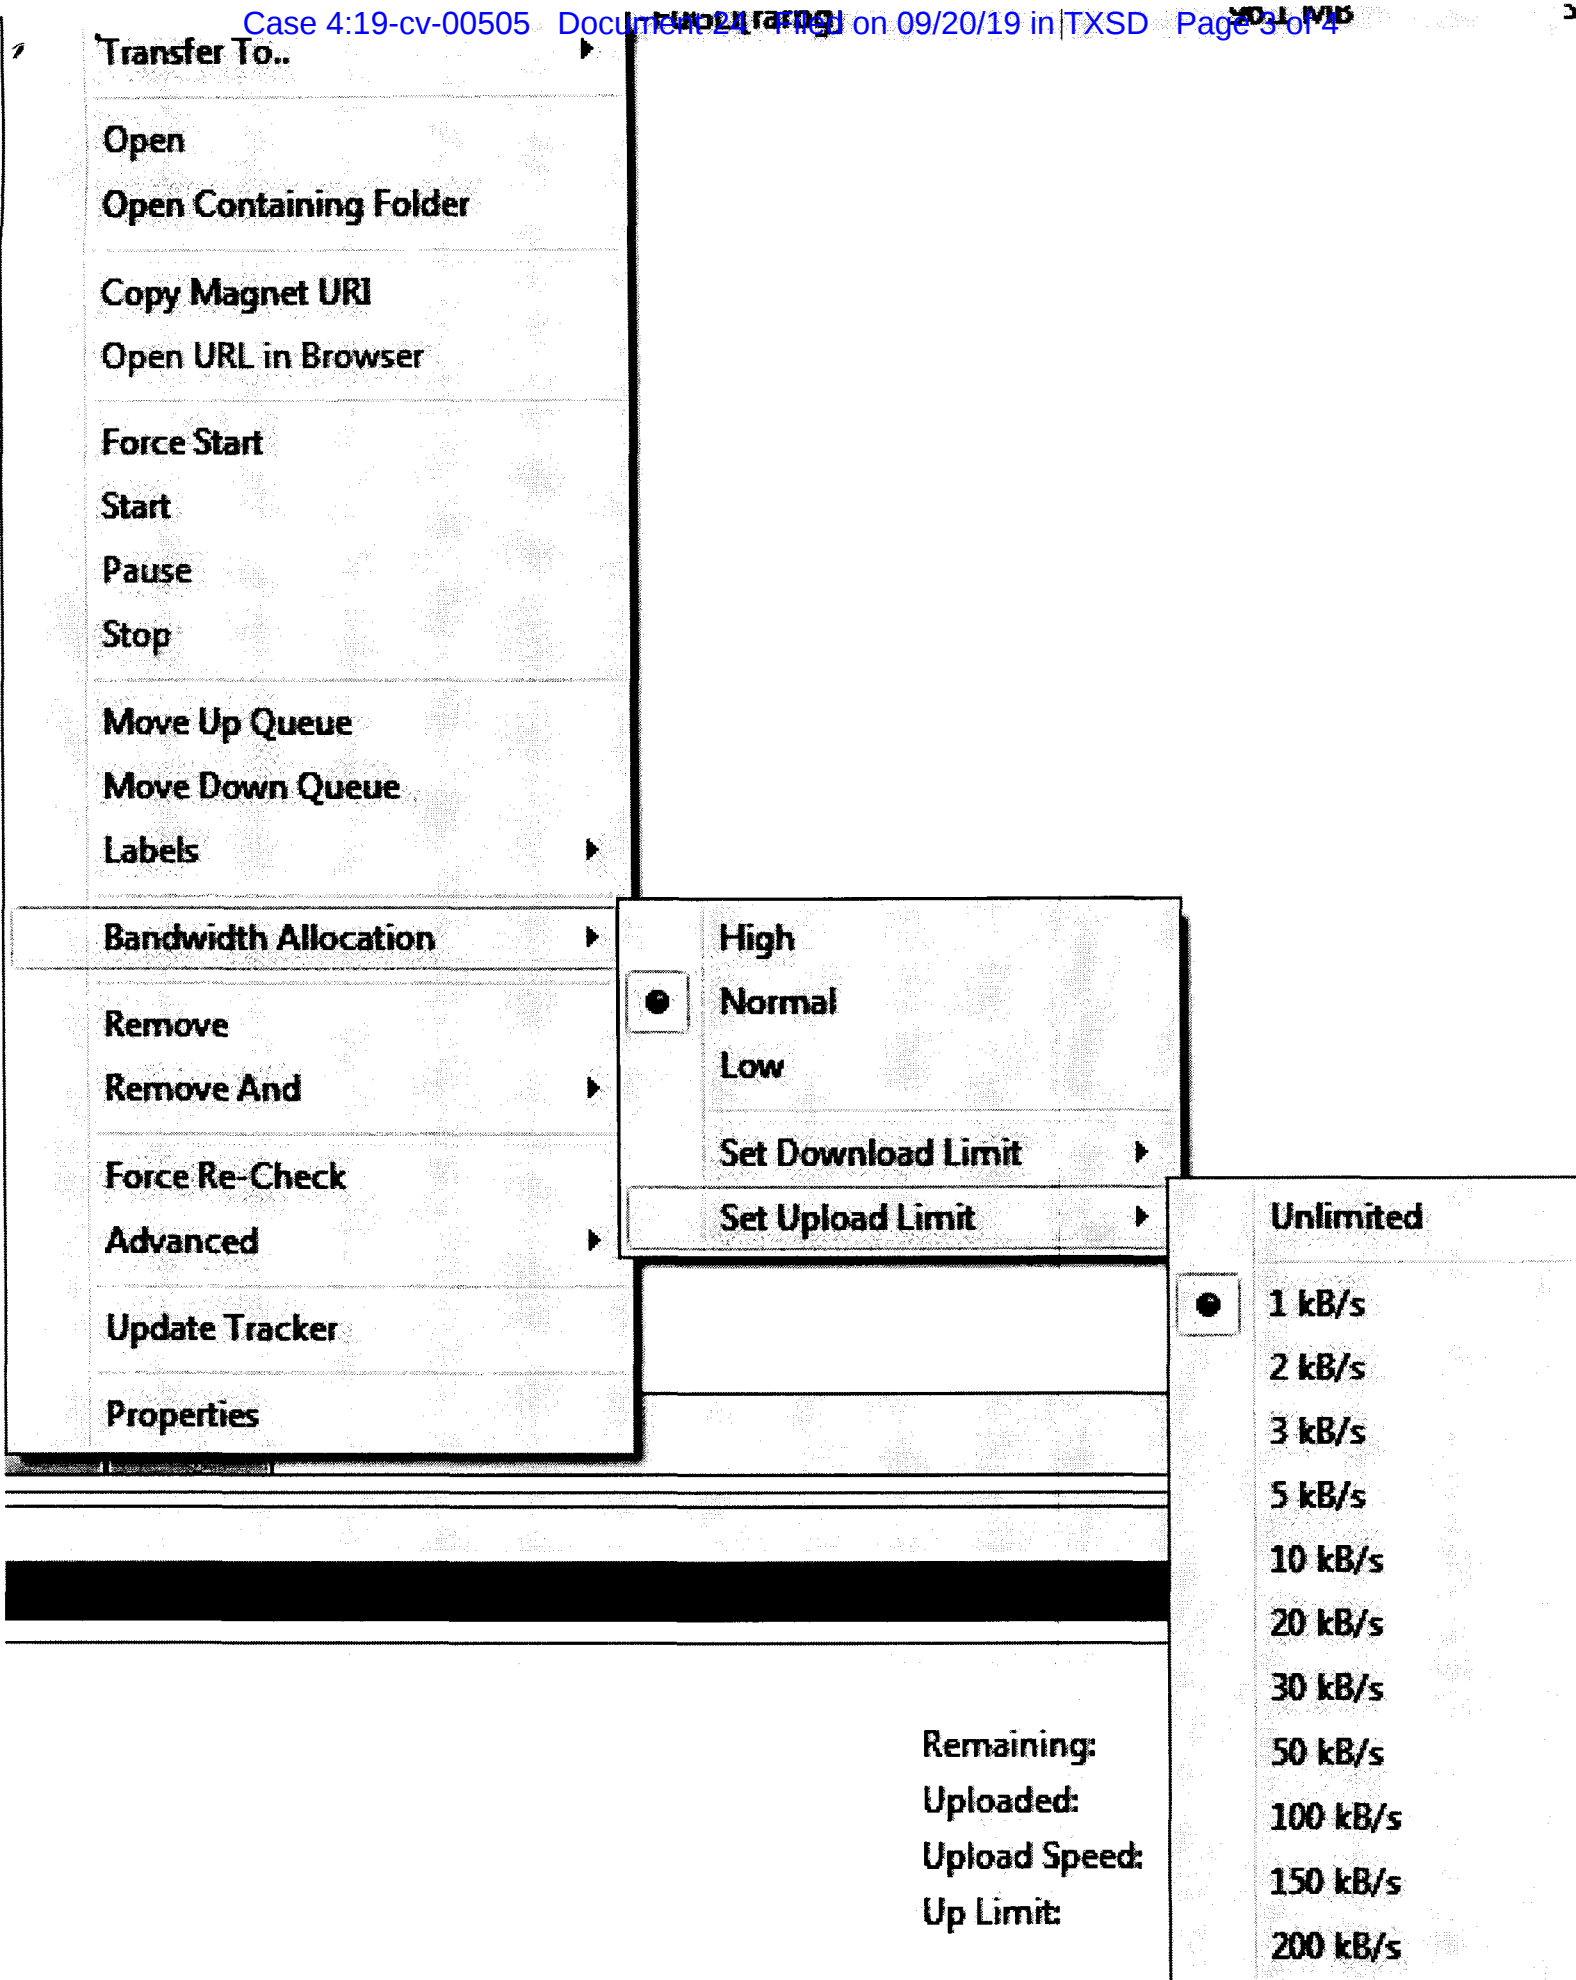 Case 4:19-cv-00505 Document 24 Filed on 09/20/19 in TXSD Page 3 of 4
Transfer To..
Open
Open Containing Folder
Copy Magnet URI
Open URL in Browser
Force Start
Start
Pause
Stop
Move Up Queue
Move Down Queue
Labels
Bandwidth Allocation
Remove
Remove And
Force Re-Check
Advanced
Update Tracker
Properties
High
Normal
Low
Set Download Limit
Set Upload Limit
Unlimited
1 kB/s
2 kB/s
3 kB/s
5 kB/s
10 kB/s
20 kB/s
30 kB/s
50 kB/s
100 kB/s
150 kB/s
200 kB/s
Remaining:
Uploaded:
Upload Speed:
Up Limit: